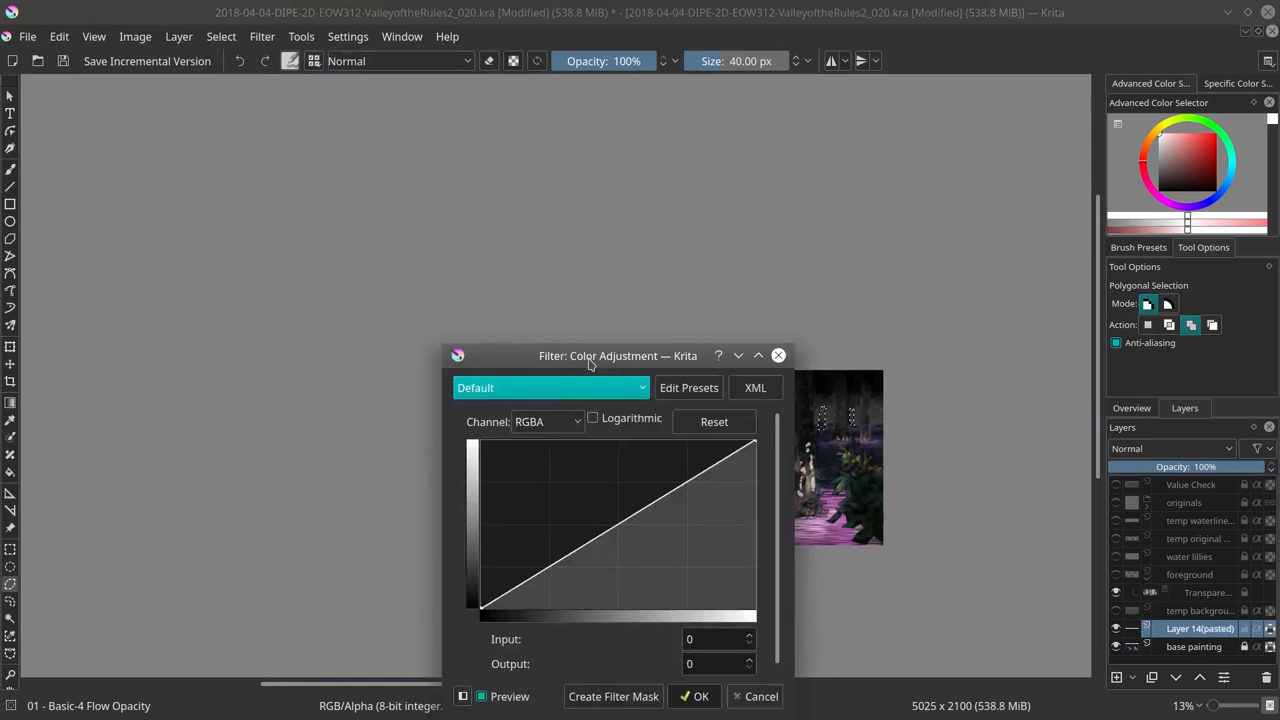 2018-04-04-DIPE-2D-EOW312-ValleyoftheRules2_020.kra [Modified] (538.8 MiB) * - [2018-04-04-DIPE-2D-EOW312-ValleyoftheRules2_020.kra [Modified] (538.8 MiB)] — Krita
File Edit View Image Layer Select Filter Tools Settings Window Help
Save Incremental Version Normal Opacity: 100% Size: 40.00 px
Advanced Color S... Specific Color S...
Advanced Color Selector
Brush Presets Tool Options
Tool Options
Polygonal Selection
Mode:
Action:
Anti-aliasing
Filter: Color Adjustment — Krita
Default Edit Presets XML
Channel: RGBA Logarithmic Reset
Input: 0
Output: 0
Preview Create Filter Mask OK Cancel
Overview Layers
Layers
Normal
Opacity: 100%
Value Check
originals
temp waterline...
temp original ...
water lillies
foreground
Transpare...
temp backgrou...
Layer 14(pasted)
base painting
01 - Basic-4 Flow Opacity RGB/Alpha (8-bit integer. 5025 x 2100 (538.8 MiB) 13%